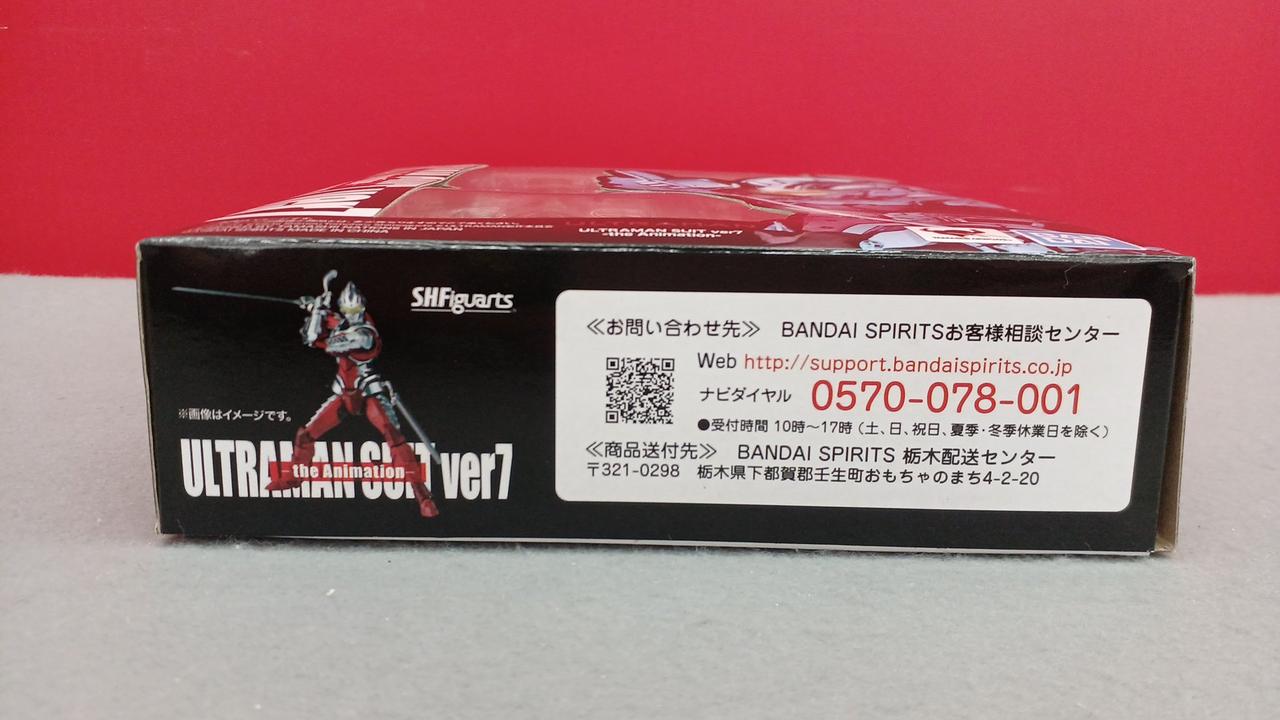 MADE IN CHINA
ULTRAMAN SUIT ver7
-the Animation-
S.H.Figuarts
※画像はイメージです。
ULTRAMAN SUIT ver7
-the Animation-
≪お問い合わせ先≫ BANDAI SPIRITSお客様相談センター
Web http://support.bandaispirits.co.jp
ナビダイヤル 0570-078-001
●受付時間 10時～17時（土、日、祝日、夏季・冬季休業日を除く）
≪商品送付先≫ BANDAI SPIRITS 栃木配送センター
〒321-0298 栃木県下都賀郡壬生町おもちゃのまち4-2-20